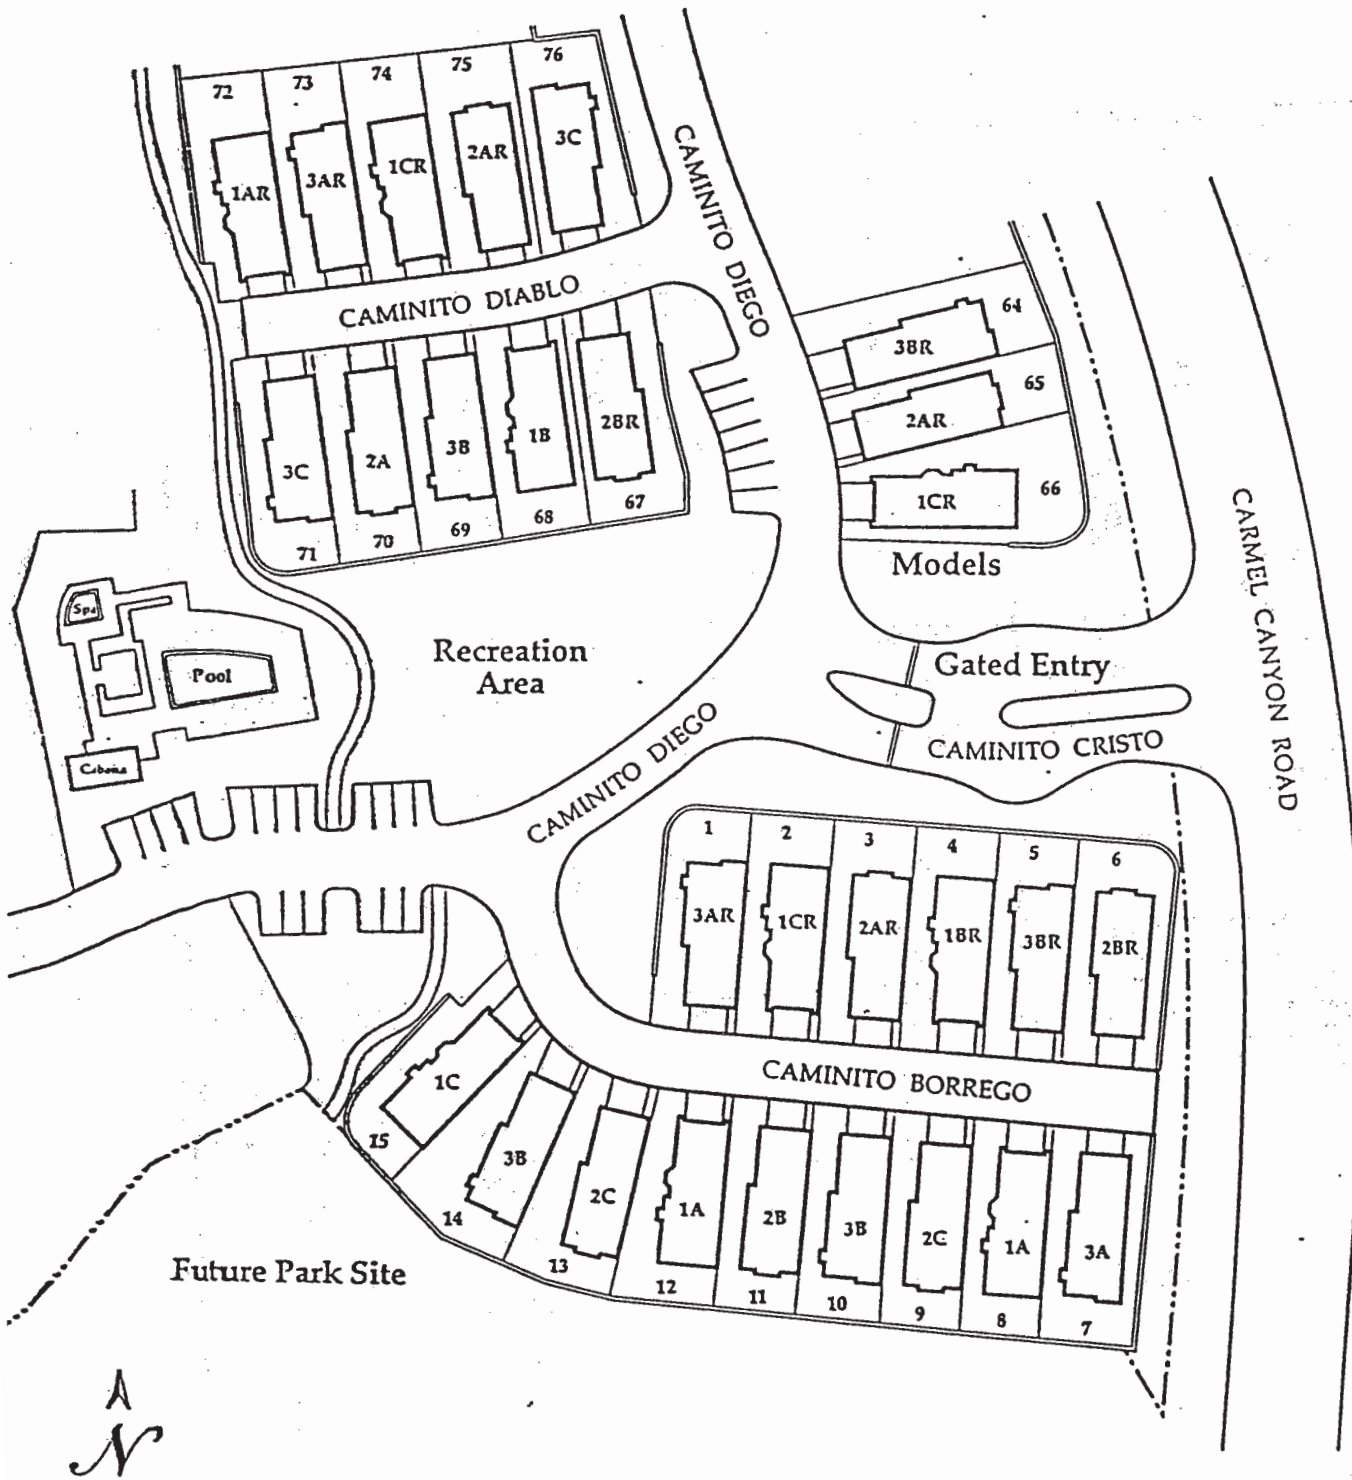 72
73
74
75
76
1AR
3AR
1CR
2AR
3C
CAMINITO DIEGO
CAMINITO DIABLO
64
3BR
65
2AR
66
1CR
Models
3C
2A
3B
1B
2BR
71
70
69
68
67
CARMEL CANYON ROAD
Spa
Pool
Cabana
Recreation
Area
Gated Entry
CAMINITO CRISTO
CAMINITO DIEGO
1
2
3
4
5
6
3AR
1CR
2AR
1BR
3BR
2BR
CAMINITO BORREGO
1C
3B
2C
1A
2B
3B
2C
1A
3A
15
14
13
12
11
10
9
8
7
Future Park Site
N